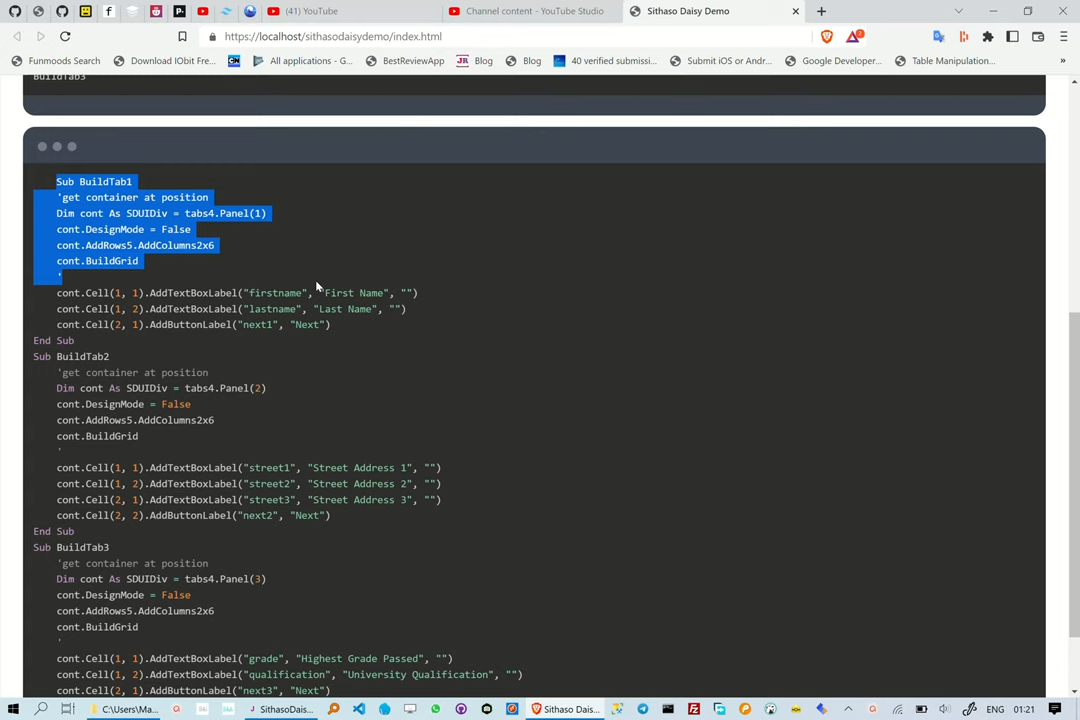 (41) YouTube
Channel content - YouTube Studio
Sithaso Daisy Demo
https://localhost/sithasodaisydemo/index.html
Funmoods Search
Download IObit Fre...
All applications - G...
BestReviewApp
Blog
Blog
40 verified submissi...
Submit iOS or Andr...
Google Developer...
Table Manipulation...
BuildTab3
Sub BuildTab1
'get container at position
Dim cont As SDUIDiv = tabs4.Panel(1)
cont.DesignMode = False
cont.AddRows5.AddColumns2x6
cont.BuildGrid
'
cont.Cell(1, 1).AddTextBoxLabel("firstname", "First Name", "")
cont.Cell(1, 2).AddTextBoxLabel("lastname", "Last Name", "")
cont.Cell(2, 1).AddButtonLabel("next1", "Next")
End Sub
Sub BuildTab2
'get container at position
Dim cont As SDUIDiv = tabs4.Panel(2)
cont.DesignMode = False
cont.AddRows5.AddColumns2x6
cont.BuildGrid
'
cont.Cell(1, 1).AddTextBoxLabel("street1", "Street Address 1", "")
cont.Cell(1, 2).AddTextBoxLabel("street2", "Street Address 2", "")
cont.Cell(2, 1).AddTextBoxLabel("street3", "Street Address 3", "")
cont.Cell(2, 2).AddButtonLabel("next2", "Next")
End Sub
Sub BuildTab3
'get container at position
Dim cont As SDUIDiv = tabs4.Panel(3)
cont.DesignMode = False
cont.AddRows5.AddColumns2x6
cont.BuildGrid
'
cont.Cell(1, 1).AddTextBoxLabel("grade", "Highest Grade Passed", "")
cont.Cell(1, 2).AddTextBoxLabel("qualification", "University Qualification", "")
cont.Cell(2, 1).AddButtonLabel("next3", "Next")
C:\Users\Ma...
SithasoDais...
Sithaso Dais...
ENG
01:21